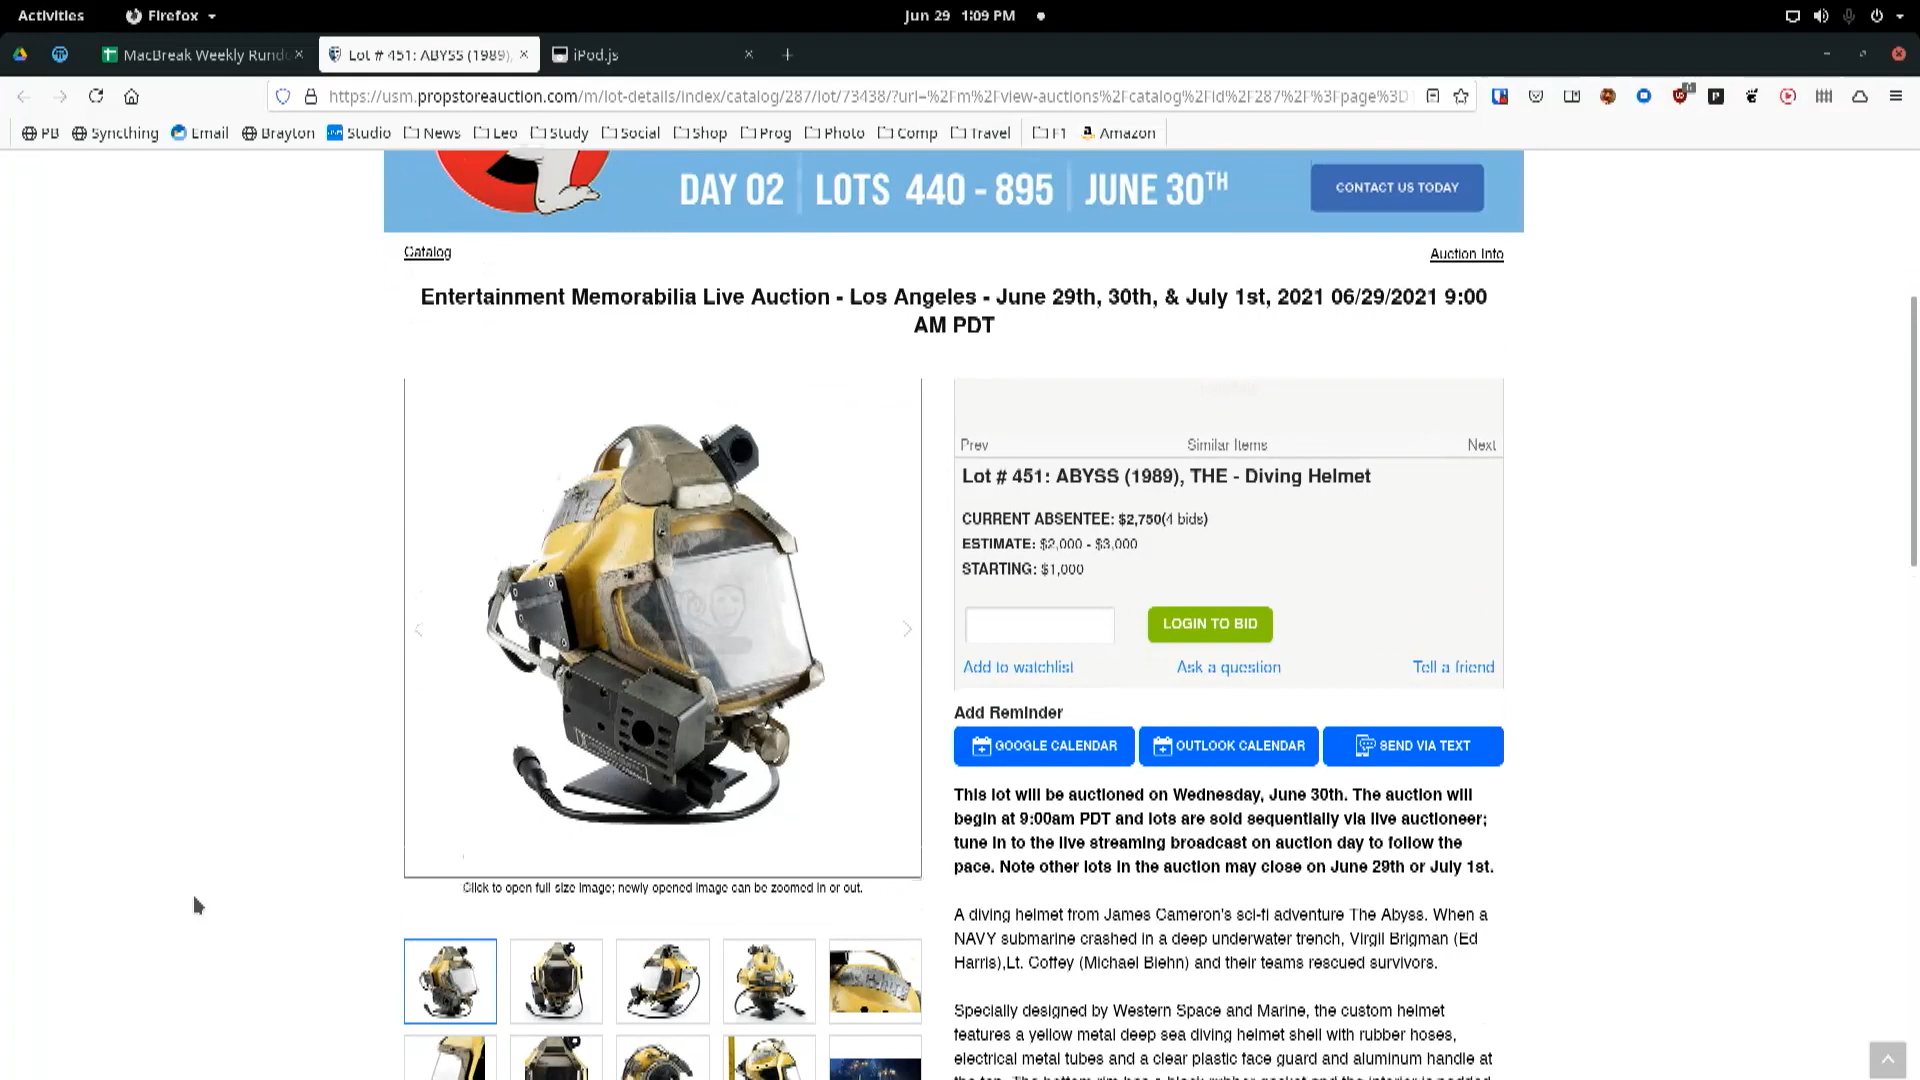 Activities Firefox Jun 29 1:09 PM
MacBreak Weekly Rund Lot # 451: ABYSS (1989), iPod.js
https://usm.propstoreauction.com/m/lot-details/index/catalog/287/lot/73438/?url=%2Fm%2Fview-auctions%2Fcatalog%2Fid%2F287%2F%3Fpage%3D
PB Syncthing Email Brayton Studio News Leo Study Social Shop Prog Photo Comp Travel F1 Amazon
DAY 02 LOTS 440 - 895 JUNE 30TH CONTACT US TODAY
Catalog Auction Info
Entertainment Memorabilia Live Auction - Los Angeles - June 29th, 30th, & July 1st, 2021 06/29/2021 9:00
AM PDT
Prev Similar Items Next
Lot # 451: ABYSS (1989), THE - Diving Helmet
CURRENT ABSENTEE: $2,750(4 bids)
ESTIMATE: $2,000 - $3,000
STARTING: $1,000
LOGIN TO BID
Add to watchlist Ask a question Tell a friend
Add Reminder
GOOGLE CALENDAR OUTLOOK CALENDAR SEND VIA TEXT
This lot will be auctioned on Wednesday, June 30th. The auction will
begin at 9:00am PDT and lots are sold sequentially via live auctioneer;
tune in to the live streaming broadcast on auction day to follow the
pace. Note other lots in the auction may close on June 29th or July 1st.
Click to open full size image; newly opened image can be zoomed in or out.
A diving helmet from James Cameron's sci-fi adventure The Abyss. When a
NAVY submarine crashed in a deep underwater trench, Virgil Brigman (Ed
Harris),Lt. Coffey (Michael Biehn) and their teams rescued survivors.
Specially designed by Western Space and Marine, the custom helmet
features a yellow metal deep sea diving helmet shell with rubber hoses,
electrical metal tubes and a clear plastic face guard and aluminum handle at